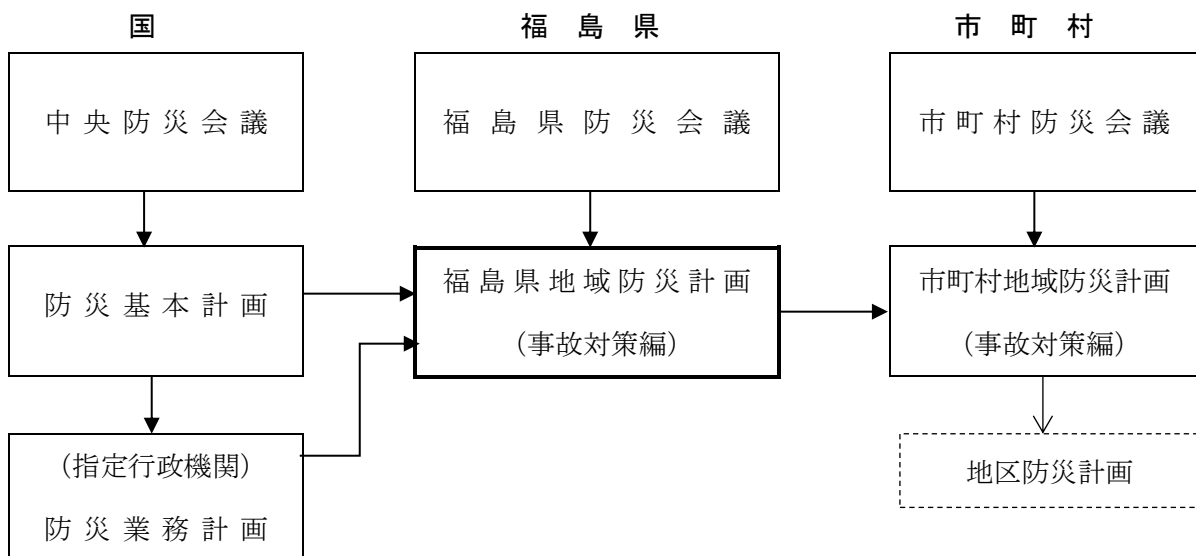 国
福島県
市町村
中央防災会議
福島県防災会議
市町村防災会議
防災基本計画
福島県地域防災計画
(事故対策編)
市町村地域防災計画
(事故対策編)
(指定行政機関)
防災業務計画
地区防災計画